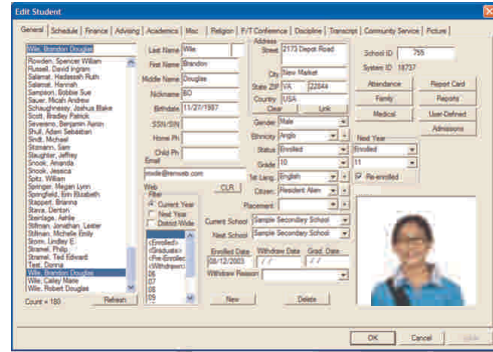 Edit Student
General Schedule Finance Advising Academics Misc Religion P/T Conference Discipline Transcript Community Service Picture
Wile, Brandon Douglas
Rowden, Spencer William
Russell, David Ingram
Salamat, Hadassah Ruth
Salamat, Hannah
Sampson, Bobbie Sue
Sauer, Micah Andrew
Schaughnessy, Joshua Blake
Scott, Bradley Patrick
Severano, Benjamin Aaron
Shull, Adam Sebastian
Sindt, Michael
Sitzmann, Sam
Slaughter, Jeffrey
Snook, Amanda
Snook, Jessica
Spitz, William
Springer, Megan Lynn
Springfield, Erin Elizabeth
Stappert, Brianna
Stava, Denton
Steinlage, Ashlie
Stillman, Jonathan, Lester
Stillman, Michelle Emily
Storm, Lindley E.
Stramel, Philip
Stramel, Ted Edward
Test, Donna
Wile, Brandon Douglas
Wile, Cailey Marie
Wile, Robert Douglas
Count = 180 Refresh
Last Name Wile
First Name Brandon
Middle Name Douglas
Nickname BO
Birthdate 11/27/1987
SSN/SIN
Home Ph
Child Ph
Email
mwile@renweb.com
Web CLR
Filter
Current Year
Next Year
District-Wide
<Enrolled>
<Graduate>
<Pre-Enrolled
<Withdrawn>
06
07
08
09
Address
Street 2173 Depot Road
Clear
City New Market
State ZIP VA 22844
Country USA
Clear Link
Gender Male
Ethnicity Anglo
Status Enrolled
Grade 10
1st Lang. English
Citizen Resident Alien
Placement
Current School Sample Secondary School
Next School Sample Secondary School
Enrolled Date Withdraw Date Grad. Date
08/12/2003 / / / /
Withdraw Reason
New Delete
School ID 755
System ID 18737
Attendance Report Card
Family Reports
Medical User-Defined
Admissions
Next Year
Enrolled
11
Re-enrolled
OK Cancel